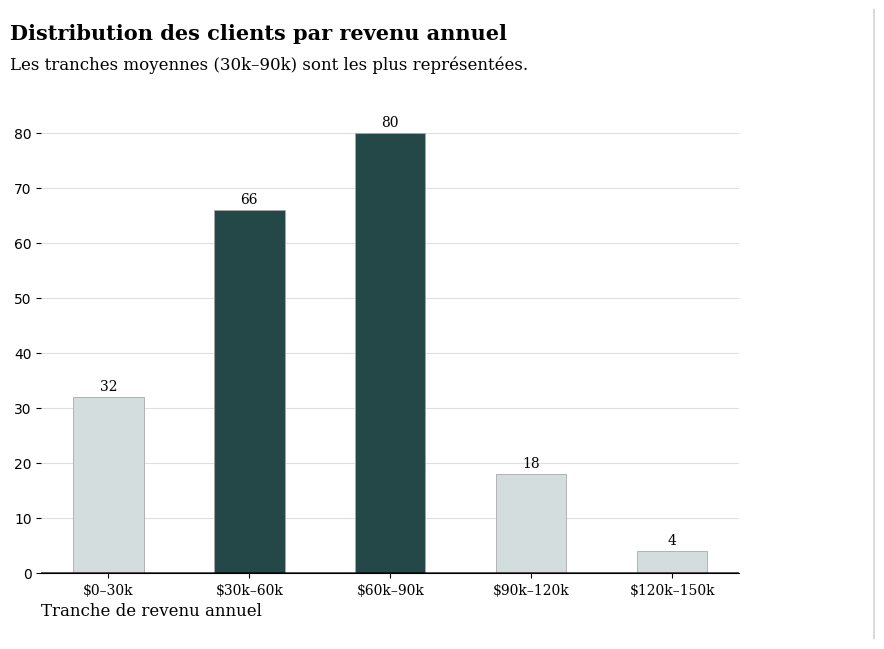 Distribution des clients par revenu annuel
Les tranches moyennes (30k–90k) sont les plus représentées.
80
70
60
50
40
30
20
10
0
32
66
80
18
4
$0–30k
$30k–60k
$60k–90k
$90k–120k
$120k–150k
Tranche de revenu annuel